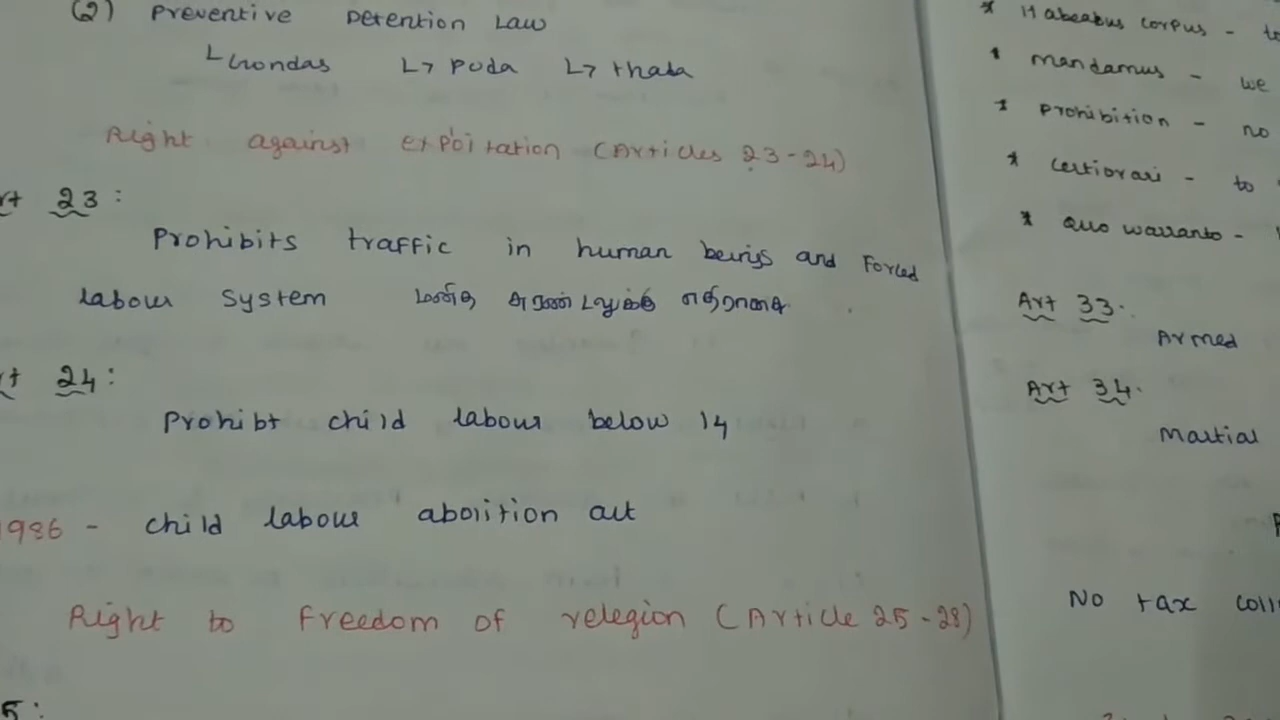 (2) Preventive Detention Law
Gondas Poda Thada
Right against exploitation (Articles 23-24)
23:
Prohibits traffic in human beings and Forced
labour system மனித
24:
Prohibt child labour below 14
1986 - child labour abolition act
Right to Freedom of relegion (Article 25-28)
5:
* Habeabus corpus -
* mandamus - we
* Prohibition - no
* Certiorari - to
* Quo warranto -
Art 33.
Armed
Art 34.
Martial
No tax coll